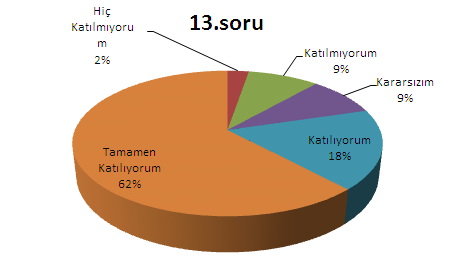 13.soru
Hiç
Katılmıyoru
m
2%
Katılmıyorum
9%
Kararsızım
9%
Katılıyorum
18%
Tamamen
Katılıyorum
62%